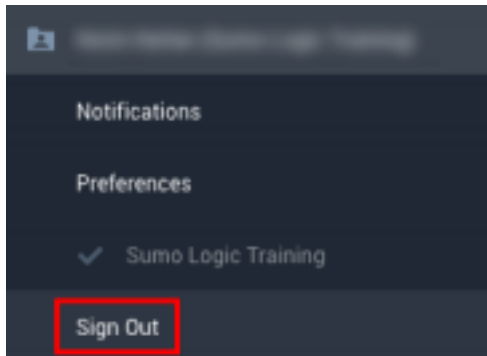 Notifications
Preferences
Sumo Logic Training
Sign Out